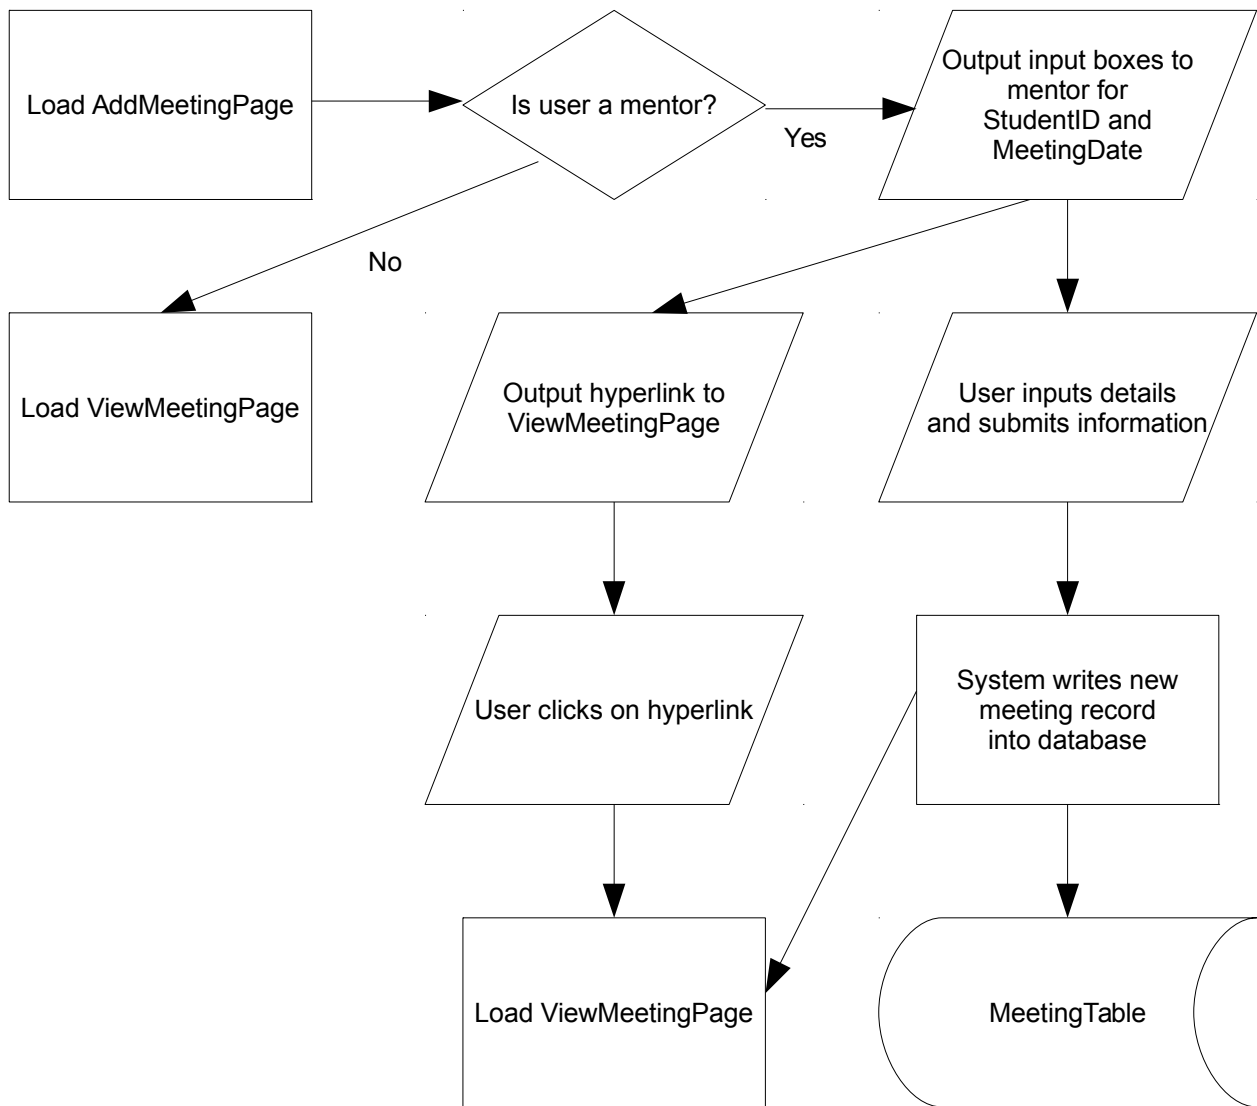 Load AddMeetingPage
Is user a mentor?
Yes
Output input boxes to
mentor for
StudentID and
MeetingDate
No
Load ViewMeetingPage
Output hyperlink to
ViewMeetingPage
User inputs details
and submits information
User clicks on hyperlink
System writes new
meeting record
into database
Load ViewMeetingPage
MeetingTable